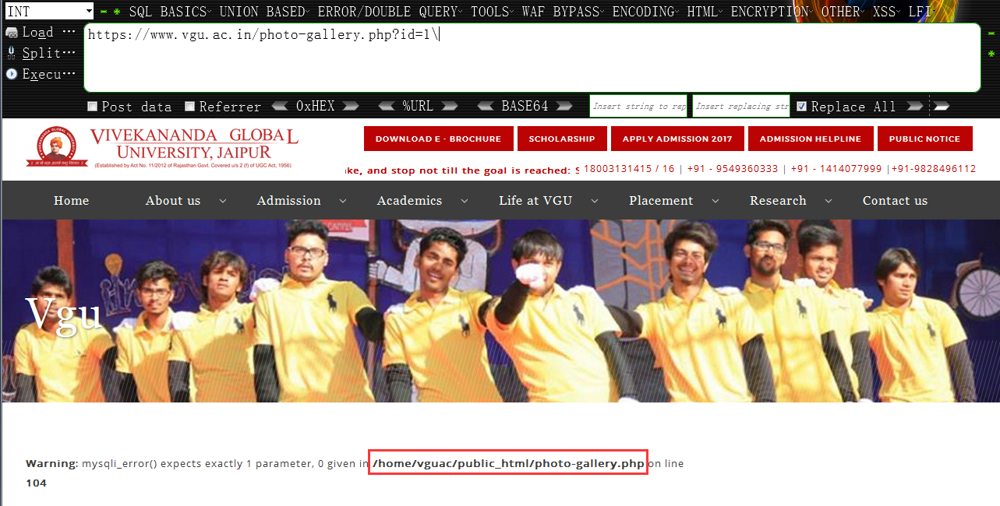 INT SQL BASICS UNION BASED ERROR/DOUBLE QUERY TOOLS WAF BYPASS ENCODING HTML ENCRYPTION OTHER XSS LFI
Load ...
https://www.vgu.ac.in/photo-gallery.php?id=1\
Split...
Execu...
Post data Referrer 0xHEX %URL BASE64 Insert string to rep Insert replacing str Replace All
VIVEKANANDA GLOBAL
UNIVERSITY, JAIPUR
(Established by Act No. 11/2012 of Rajasthan Govt. Covered u/s 2 (f) of UGC Act, 1956)
DOWNLOAD E - BROCHURE SCHOLARSHIP APPLY ADMISSION 2017 ADMISSION HELPLINE PUBLIC NOTICE
ke, and stop not till the goal is reached: S 18003131415 / 16 | +91 - 9549360333 | +91 - 1414077999 |+91-9828496112
Home About us Admission Academics Life at VGU Placement Research Contact us
Vgu
Warning: mysqli_error() expects exactly 1 parameter, 0 given in /home/vguac/public_html/photo-gallery.php on line
104